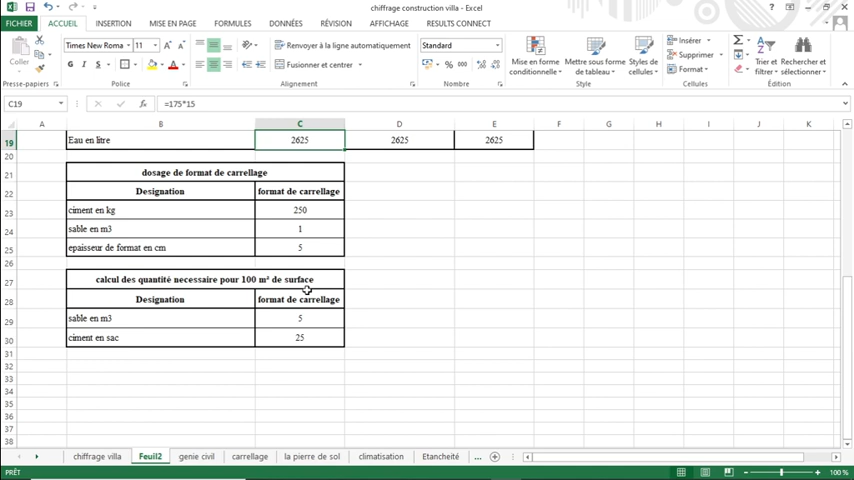 chiffrage construction villa - Excel
FICHIER ACCUEIL INSERTION MISE EN PAGE FORMULES DONNÉES RÉVISION AFFICHAGE RESULTS CONNECT
Coller
Times New Roma 11
G I S
Renvoyer à la ligne automatiquement
Fusionner et centrer
Standard
% 000
Mise en forme conditionnelle
Mettre sous forme de tableau
Styles de cellules
Insérer
Supprimer
Format
Trier et filtrer
Rechercher et sélectionner
Presse-papiers Police Alignement Nombre Style Cellules Édition
C19 fx =175*15
A B C D E F G H I J K
19 Eau en litre 2625 2625 2625
20
21 dosage de format de carrellage
22 Designation format de carrellage
23 ciment en kg 250
24 sable en m3 1
25 epaisseur de format en cm 5
26
27 calcul des quantité necessaire pour 100 m² de surface
28 Designation format de carrellage
29 sable en m3 5
30 ciment en sac 25
31
32
33
34
35
36
37
38
chiffrage villa Feuil2 genie civil carrellage la pierre de sol climatisation Etancheité ...
PRÊT 100 %